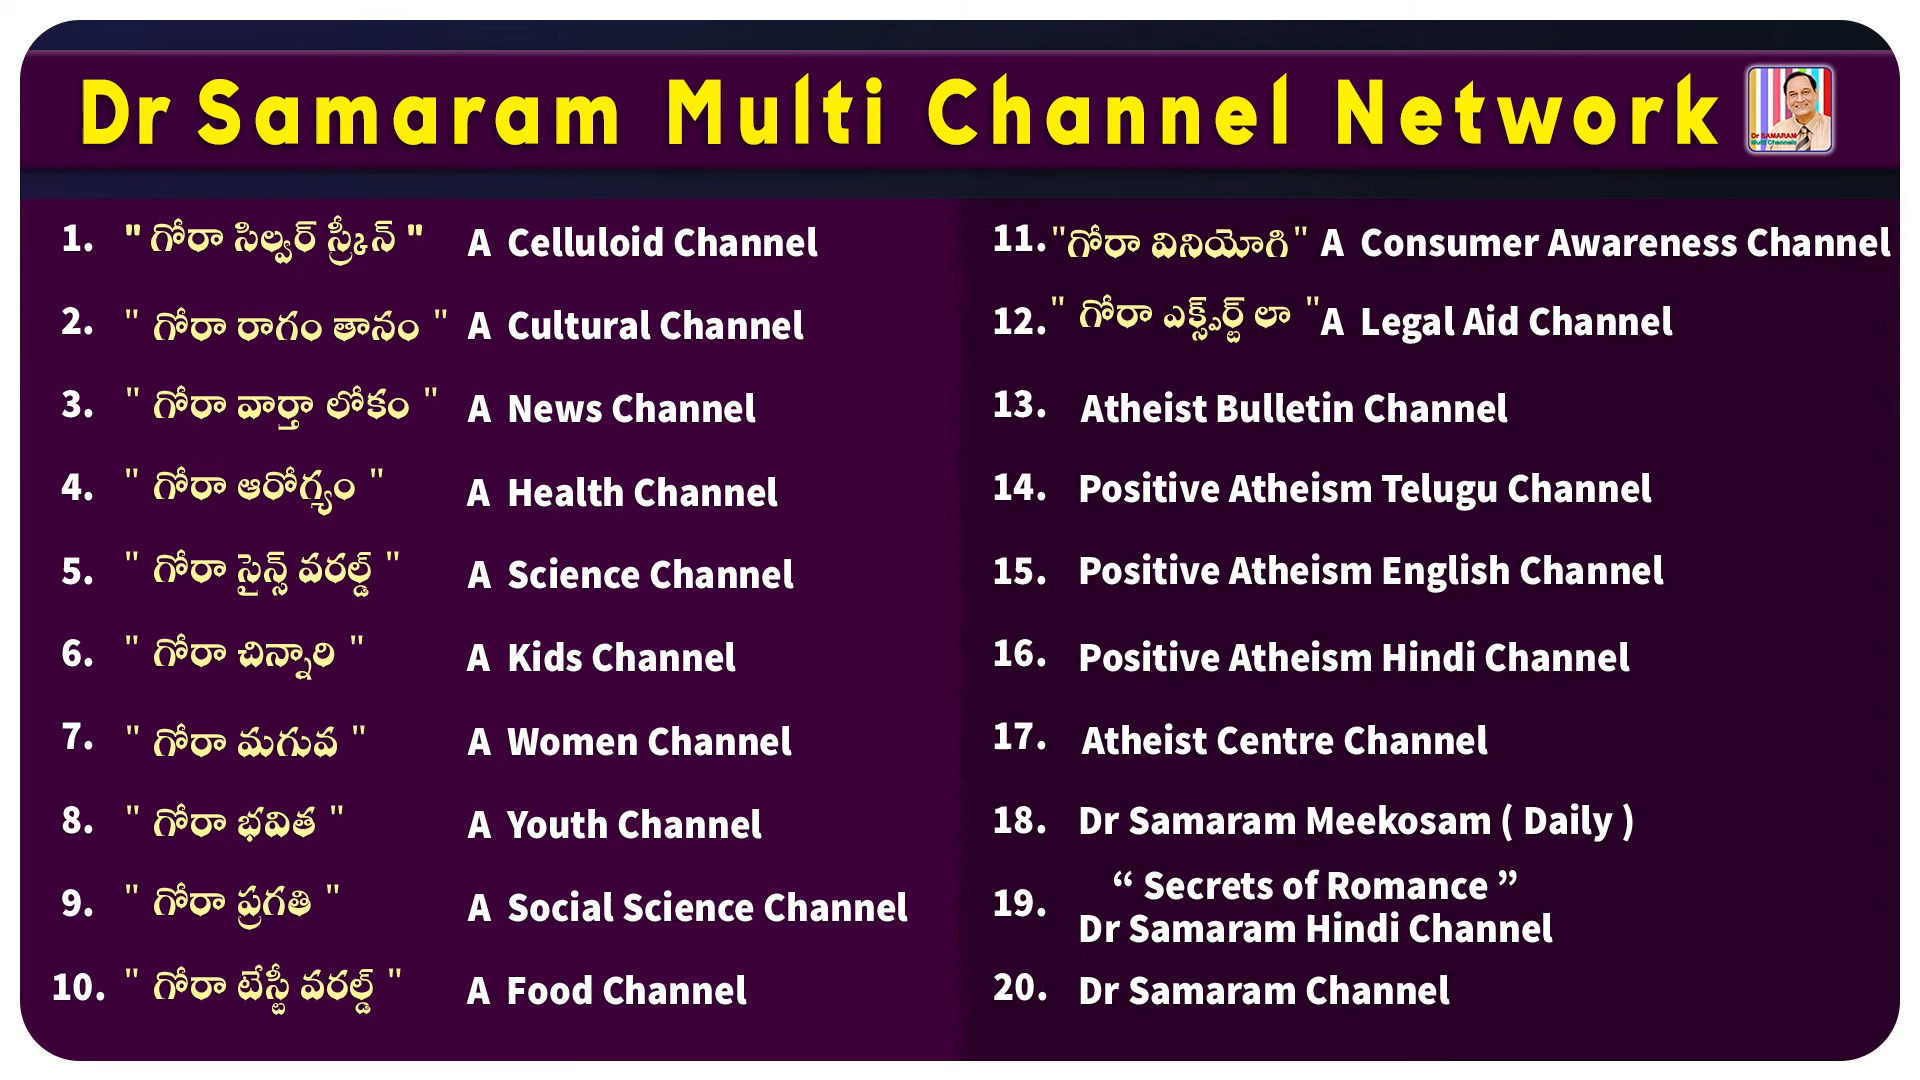 Dr Samaram Multi Channel Network
Dr SAMARAM
Multi Channels
1. " గోరా సిల్వర్ స్క్రీన్ " A Celluloid Channel
2. " గోరా రాగం తానం " A Cultural Channel
3. " గోరా వార్తా లోకం " A News Channel
4. " గోరా ఆరోగ్యం " A Health Channel
5. " గోరా సైన్స్ వరల్డ్ " A Science Channel
6. " గోరా చిన్నారి " A Kids Channel
7. " గోరా మగువ " A Women Channel
8. " గోరా భవిత " A Youth Channel
9. " గోరా ప్రగతి " A Social Science Channel
10. " గోరా టేస్టీ వరల్డ్ " A Food Channel
11. "గోరా వినియోగి" A Consumer Awareness Channel
12. " గోరా ఎక్స్పర్ట్ లా " A Legal Aid Channel
13. Atheist Bulletin Channel
14. Positive Atheism Telugu Channel
15. Positive Atheism English Channel
16. Positive Atheism Hindi Channel
17. Atheist Centre Channel
18. Dr Samaram Meekosam ( Daily )
19. “ Secrets of Romance ”
Dr Samaram Hindi Channel
20. Dr Samaram Channel